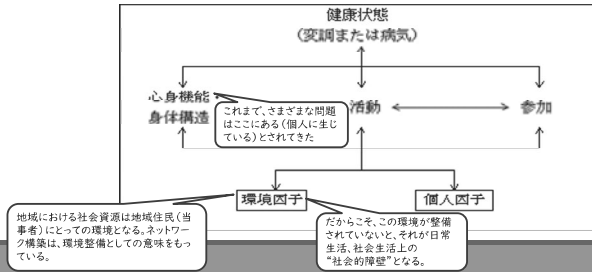 健康状態
(変調または病気)
心身機能・
身体構造
活動
参加
これまで、さまざまな問題
はここにある(個人に生じ
ている)とされてきた
環境因子
個人因子
地域における社会資源は地域住民(当
事者)にとっての環境となる。ネットワー
ク構築は、環境整備としての意味をもっ
ている。
だからこそ、この環境が整備
されていないと、それが日常
生活、社会生活上の
“社会的障壁”となる。